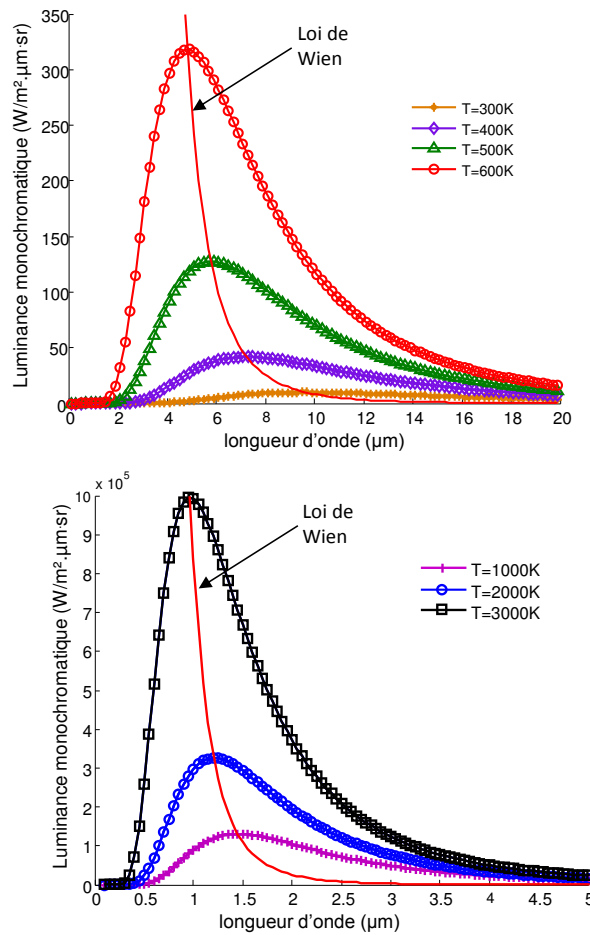 Luminance monochromatique (W/m².µm·sr)
350
300
250
200
150
100
50
0
Loi de
Wien
T=300K
T=400K
T=500K
T=600K
0 2 4 6 8 10 12 14 16 18 20
longueur d'onde (µm)
Luminance monochromatique (W/m².µm·sr)
x 10⁵
10
9
8
7
6
5
4
3
2
1
0
Loi de
Wien
T=1000K
T=2000K
T=3000K
0 0.5 1 1.5 2 2.5 3 3.5 4 4.5 5
longueur d'onde (µm)